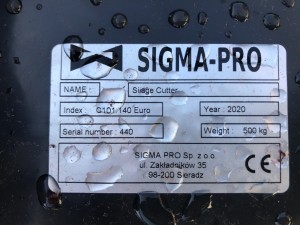 SIGMA-PRO
NAME : Silage Cutter
Index : C101 140 Euro Year : 2020
Serial number : 440 Weight : 500 kg
SIGMA PRO Sp. z o.o.
ul. Zakładników 35
98-200 Sieradz
CE